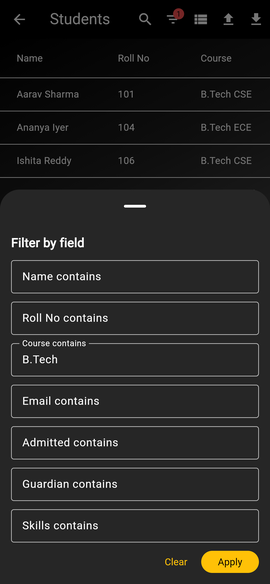 Students
1
Name Roll No Course
Aarav Sharma 101 B.Tech CSE
Ananya Iyer 104 B.Tech ECE
Ishita Reddy 106 B.Tech CSE
Filter by field
Name contains
Roll No contains
Course contains
B.Tech
Email contains
Admitted contains
Guardian contains
Skills contains
Clear Apply